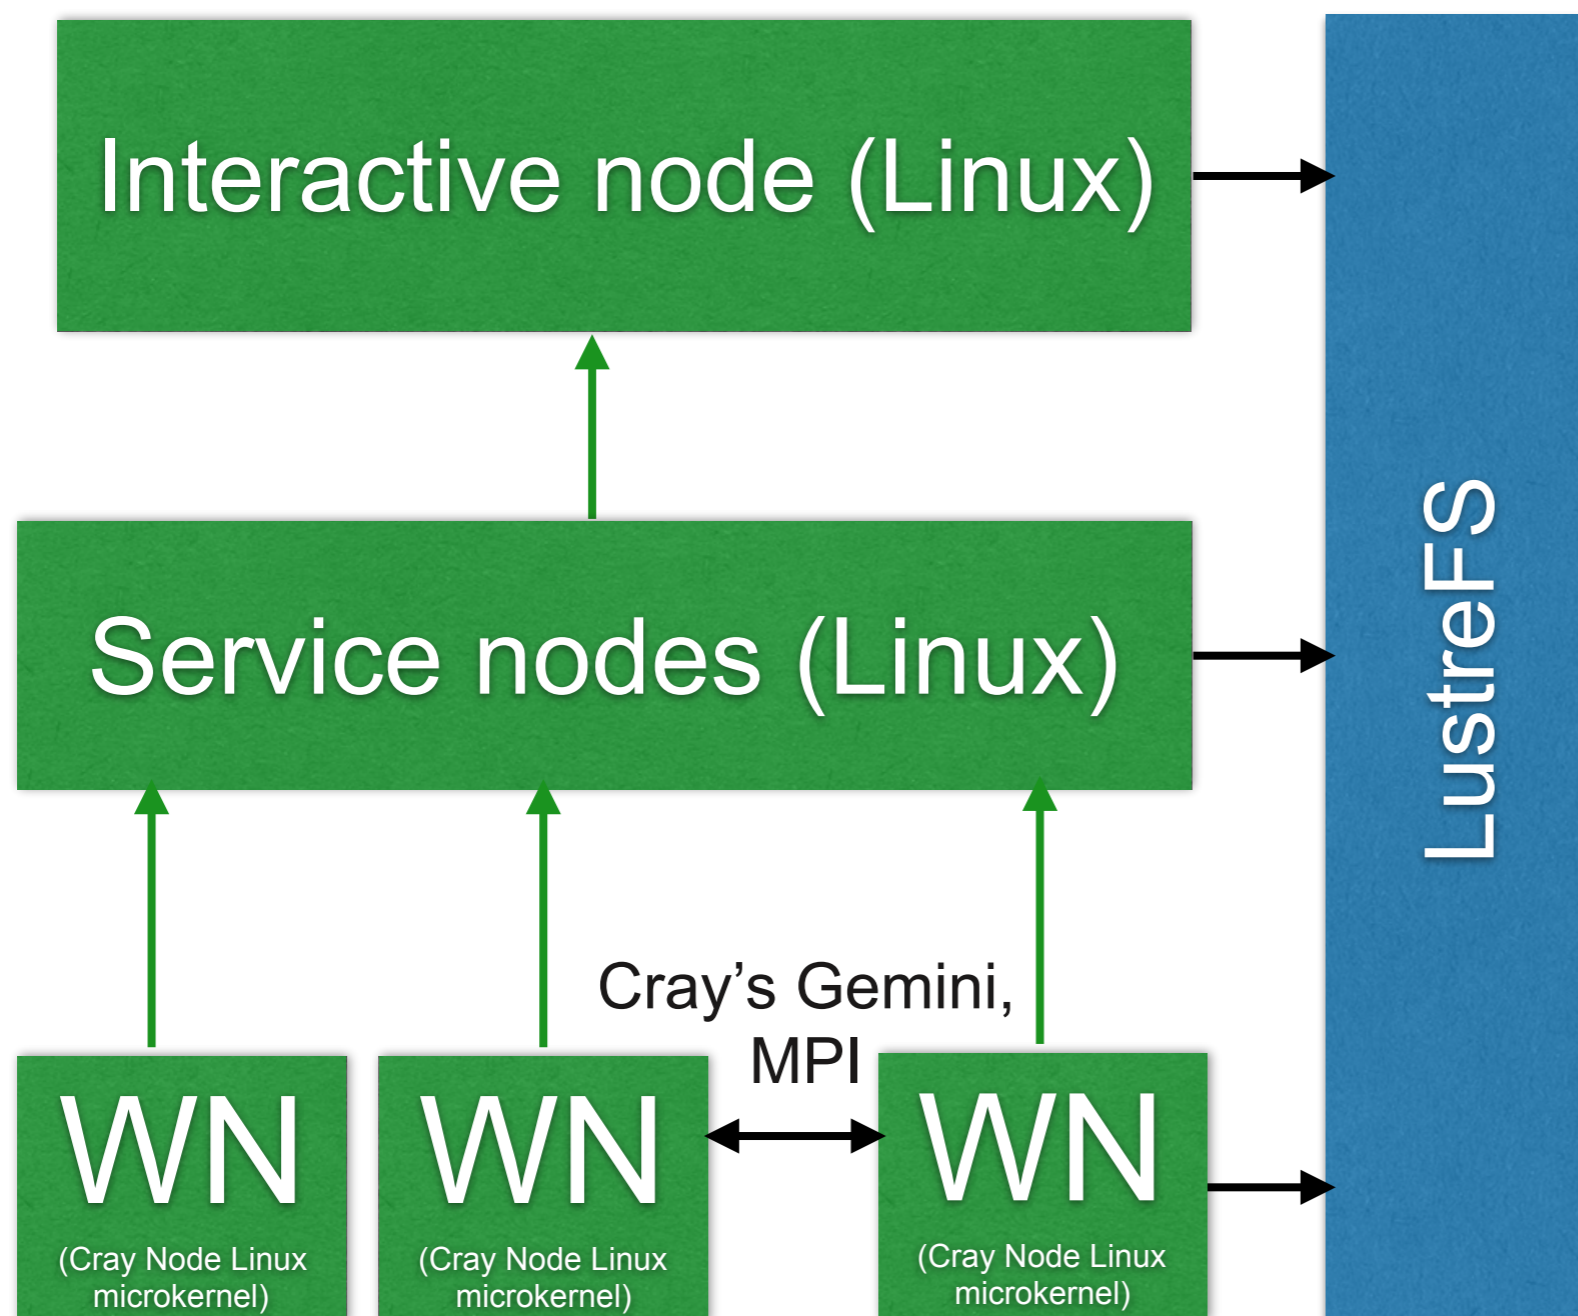 Interactive node (Linux)
Service nodes (Linux)
LustreFS
Cray’s Gemini,
MPI
WN
(Cray Node Linux
microkernel)
WN
(Cray Node Linux
microkernel)
WN
(Cray Node Linux
microkernel)